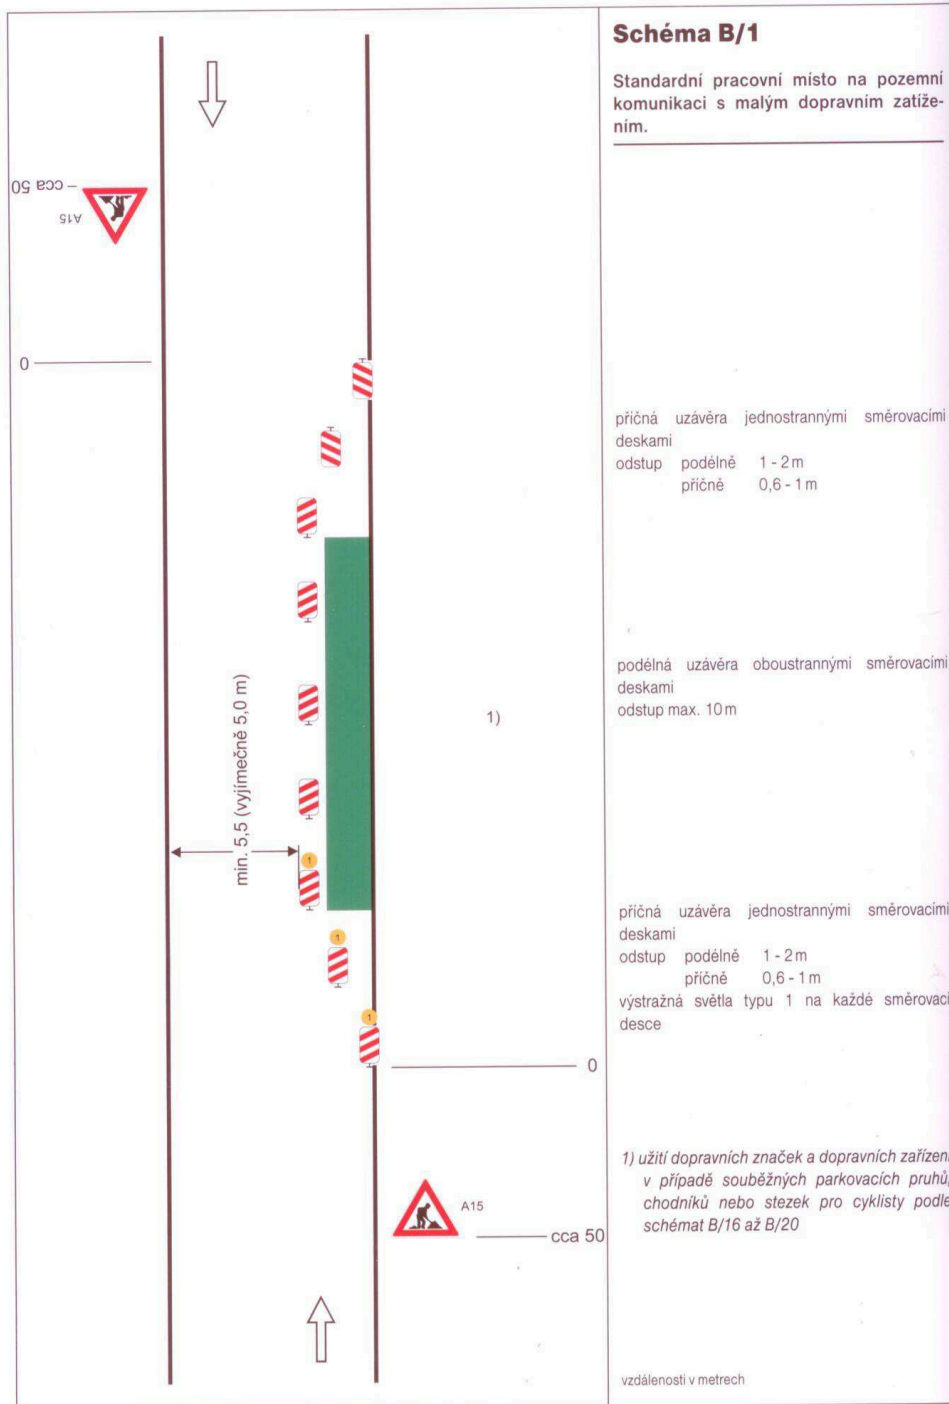 Schéma B/1
Standardní pracovní místo na pozemní
komunikaci s malým dopravním zatíže-
ním.
cca 50
A15
0
příčná uzávěra jednostrannými směrovacími
deskami
odstup podélně 1 - 2 m
příčně 0,6 - 1 m
podélná uzávěra oboustrannými směrovacími
deskami
odstup max. 10 m
min. 5,5 (vyjímečně 5,0 m)
1)
1
1
1
příčná uzávěra jednostrannými směrovacími
deskami
odstup podélně 1 - 2 m
příčně 0,6 - 1 m
výstražná světla typu 1 na každé směrovací
desce
0
A15
cca 50
1) užití dopravních značek a dopravních zařízení
v případě souběžných parkovacích pruhů,
chodníků nebo stezek pro cyklisty podle
schémat B/16 až B/20
vzdálenosti v metrech